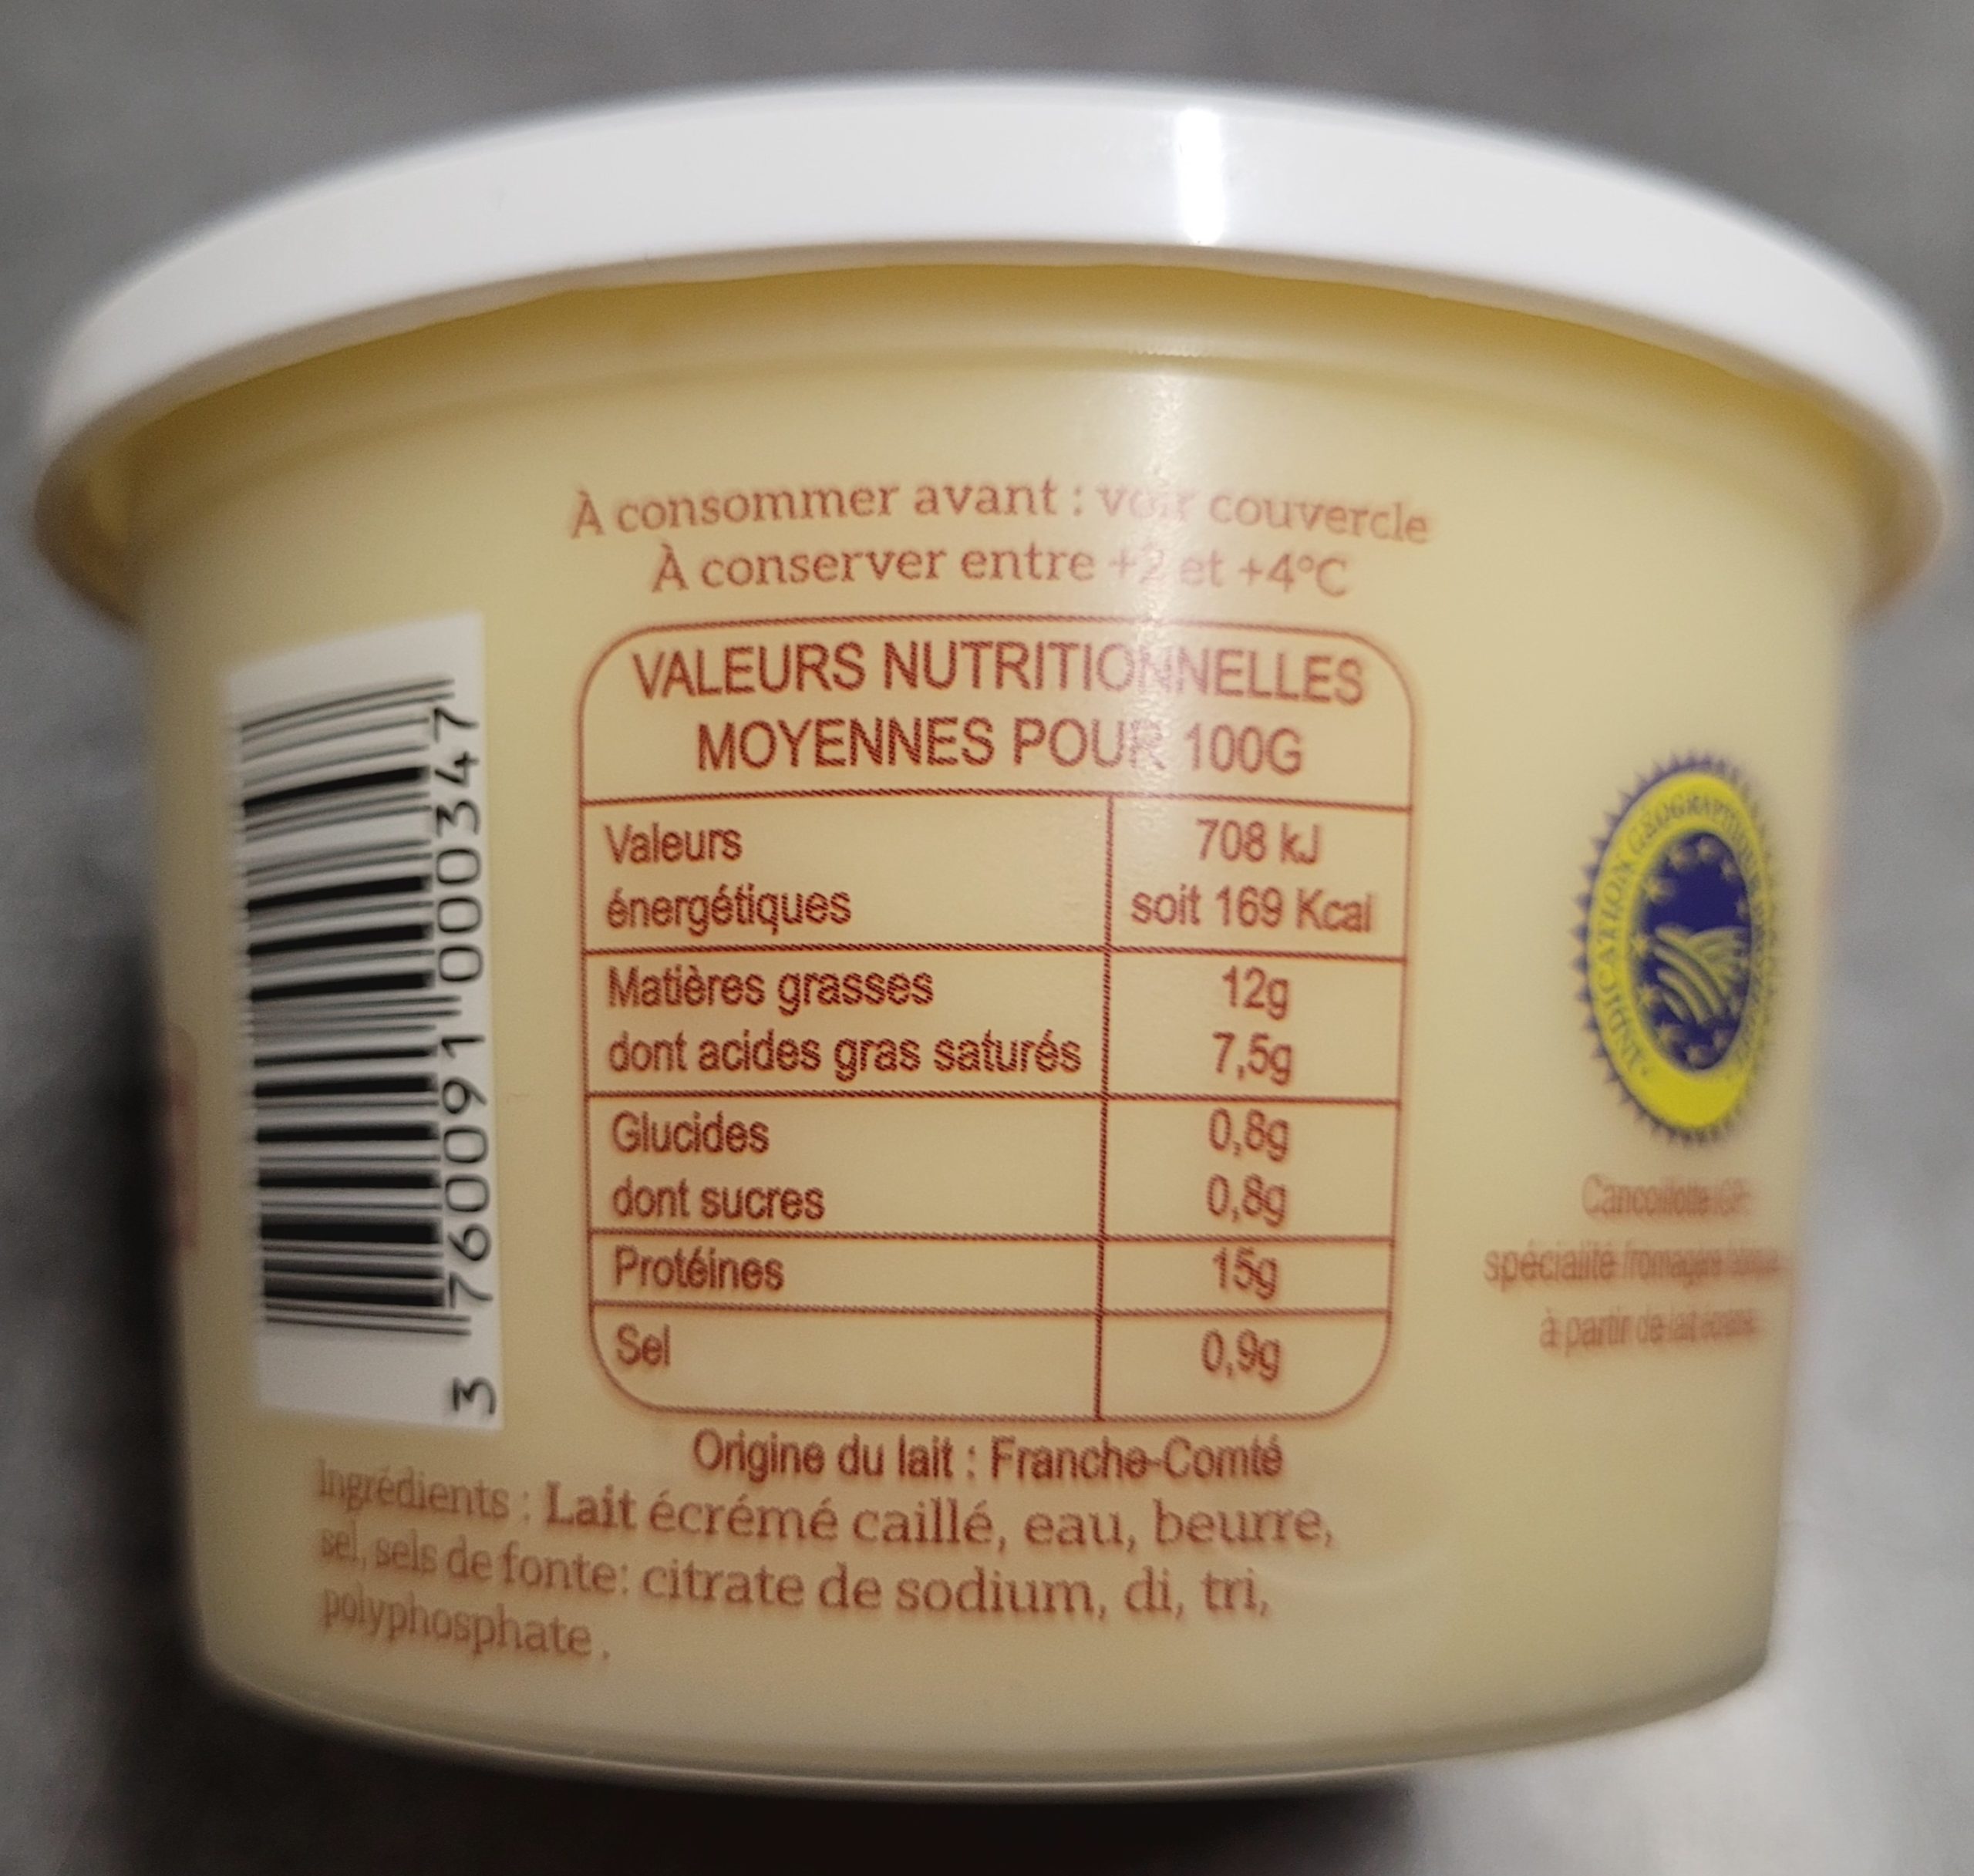 À consommer avant : voir couvercle
À conserver entre +2 et +4°C
VALEURS NUTRITIONNELLES
MOYENNES POUR 100G
Valeurs
énergétiques
708 kJ
soit 169 Kcal
Matières grasses 12g
dont acides gras saturés 7,5g
Glucides 0,8g
dont sucres 0,8g
Protéines 15g
Sel 0,9g
Origine du lait : Franche-Comté
Ingrédients : Lait écrémé caillé, eau, beurre,
sel, sels de fonte: citrate de sodium, di, tri,
polyphosphate .
3 760091 000347
INDICATION GÉOGRAPHIQUE
Cancoillotte
spécialité fromagère
à partir de lait